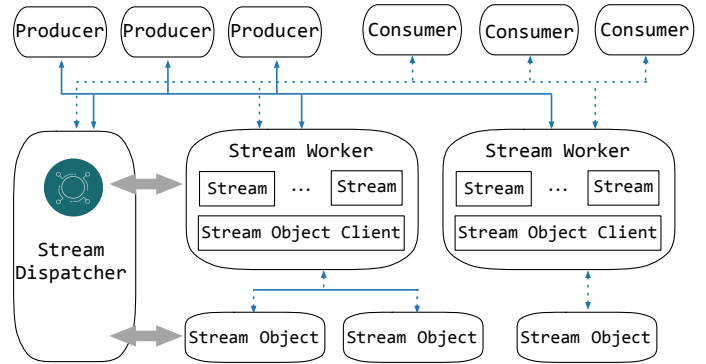 Producer
Producer
Producer
Consumer
Consumer
Consumer
Stream Worker
Stream Worker
Stream
...
Stream
Stream
...
Stream
Stream Object Client
Stream Object Client
Stream
Dispatcher
Stream Object
Stream Object
Stream Object